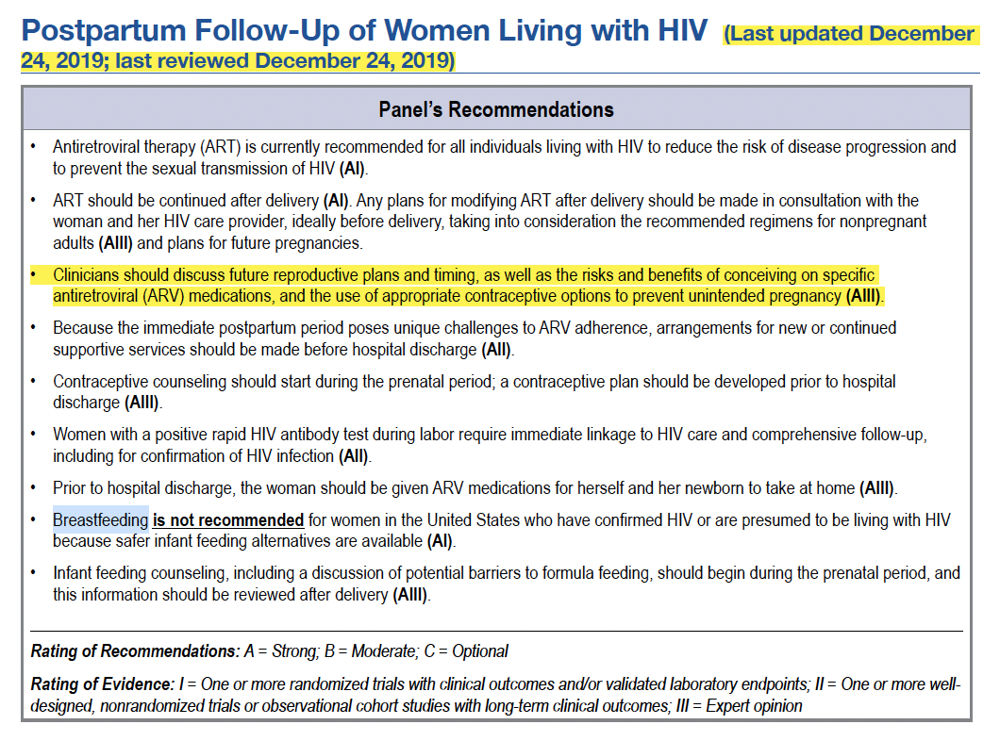 Postpartum Follow-Up of Women Living with HIV (Last updated December
24, 2019; last reviewed December 24, 2019)
Panel’s Recommendations
• Antiretroviral therapy (ART) is currently recommended for all individuals living with HIV to reduce the risk of disease progression and
to prevent the sexual transmission of HIV (AI).
• ART should be continued after delivery (AI). Any plans for modifying ART after delivery should be made in consultation with the
woman and her HIV care provider, ideally before delivery, taking into consideration the recommended regimens for nonpregnant
adults (AIII) and plans for future pregnancies.
• Clinicians should discuss future reproductive plans and timing, as well as the risks and benefits of conceiving on specific
antiretroviral (ARV) medications, and the use of appropriate contraceptive options to prevent unintended pregnancy (AIII).
• Because the immediate postpartum period poses unique challenges to ARV adherence, arrangements for new or continued
supportive services should be made before hospital discharge (AII).
• Contraceptive counseling should start during the prenatal period; a contraceptive plan should be developed prior to hospital
discharge (AIII).
• Women with a positive rapid HIV antibody test during labor require immediate linkage to HIV care and comprehensive follow-up,
including for confirmation of HIV infection (AII).
• Prior to hospital discharge, the woman should be given ARV medications for herself and her newborn to take at home (AIII).
• Breastfeeding is not recommended for women in the United States who have confirmed HIV or are presumed to be living with HIV
because safer infant feeding alternatives are available (AI).
• Infant feeding counseling, including a discussion of potential barriers to formula feeding, should begin during the prenatal period, and
this information should be reviewed after delivery (AIII).
Rating of Recommendations: A = Strong; B = Moderate; C = Optional
Rating of Evidence: I = One or more randomized trials with clinical outcomes and/or validated laboratory endpoints; II = One or more well-
designed, nonrandomized trials or observational cohort studies with long-term clinical outcomes; III = Expert opinion